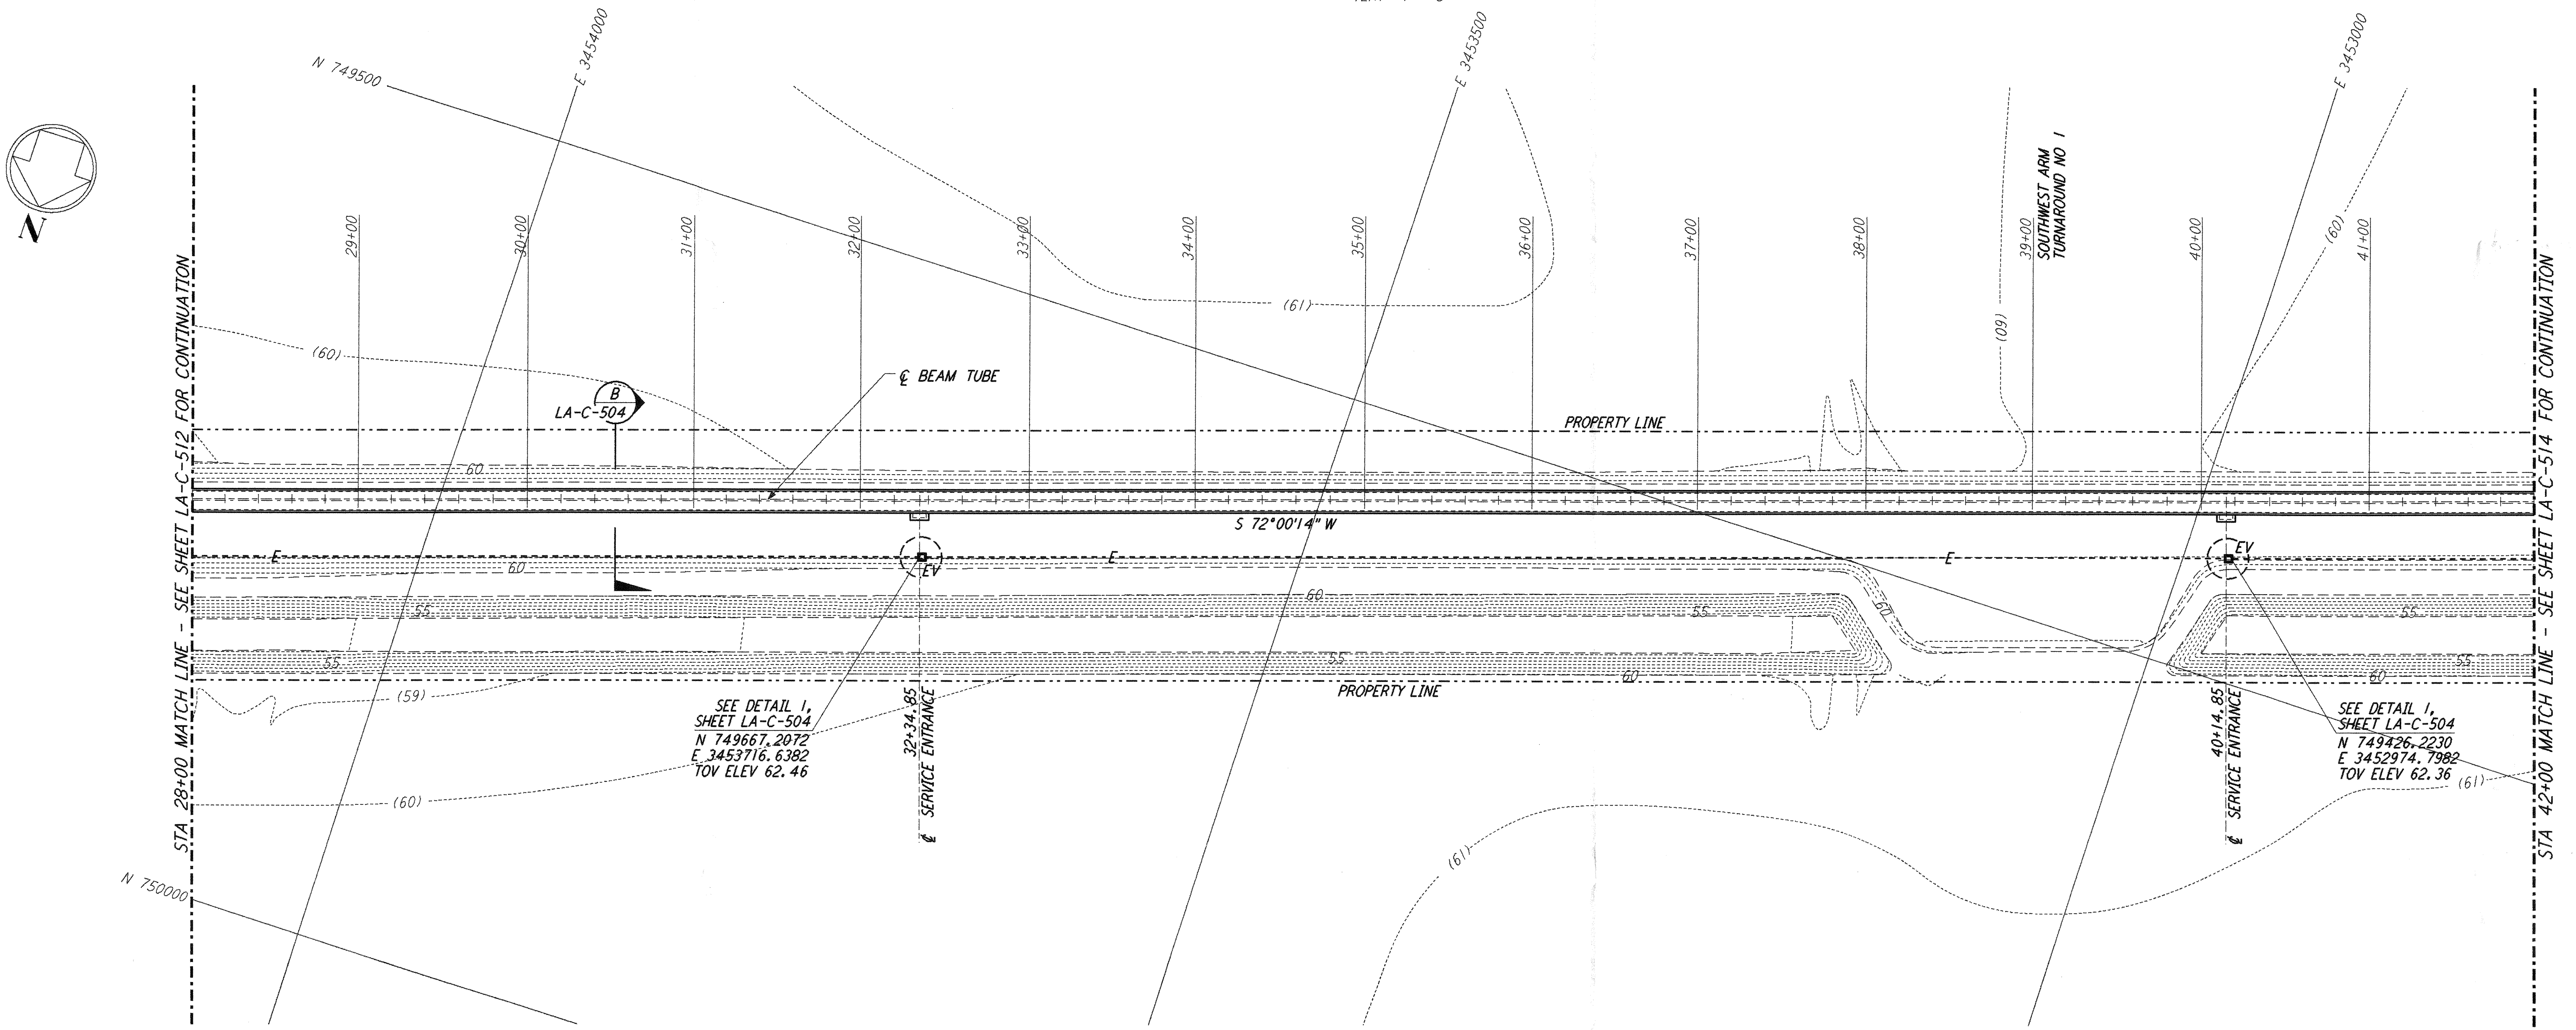 N 749500
E 3454000
E 3453500
E 3453000
N
STA 28+00 MATCH LINE - SEE SHEET LA-C-512 FOR CONTINUATION
29+00
30+00
31+00
32+00
33+00
34+00
35+00
36+00
37+00
38+00
39+00
40+00
41+00
SOUTHWEST ARM
TURNAROUND NO 1
(60)
(61)
(60)
(60)
℄ BEAM TUBE
B
LA-C-504
PROPERTY LINE
60
S 72°00'14" W
E
E
E
EV
EV
60
60
60
55
55
55
55
55
55
60
60
PROPERTY LINE
(59)
(60)
(61)
(61)
SEE DETAIL 1,
SHEET LA-C-504
N 749667.2072
E 3453716.6382
TOV ELEV 62.46
32+34.85
℄ SERVICE ENTRANCE
40+14.85
℄ SERVICE ENTRANCE
SEE DETAIL 1,
SHEET LA-C-504
N 749426.2230
E 3452974.7982
TOV ELEV 62.36
N 750000
STA 42+00 MATCH LINE - SEE SHEET LA-C-514 FOR CONTINUATION